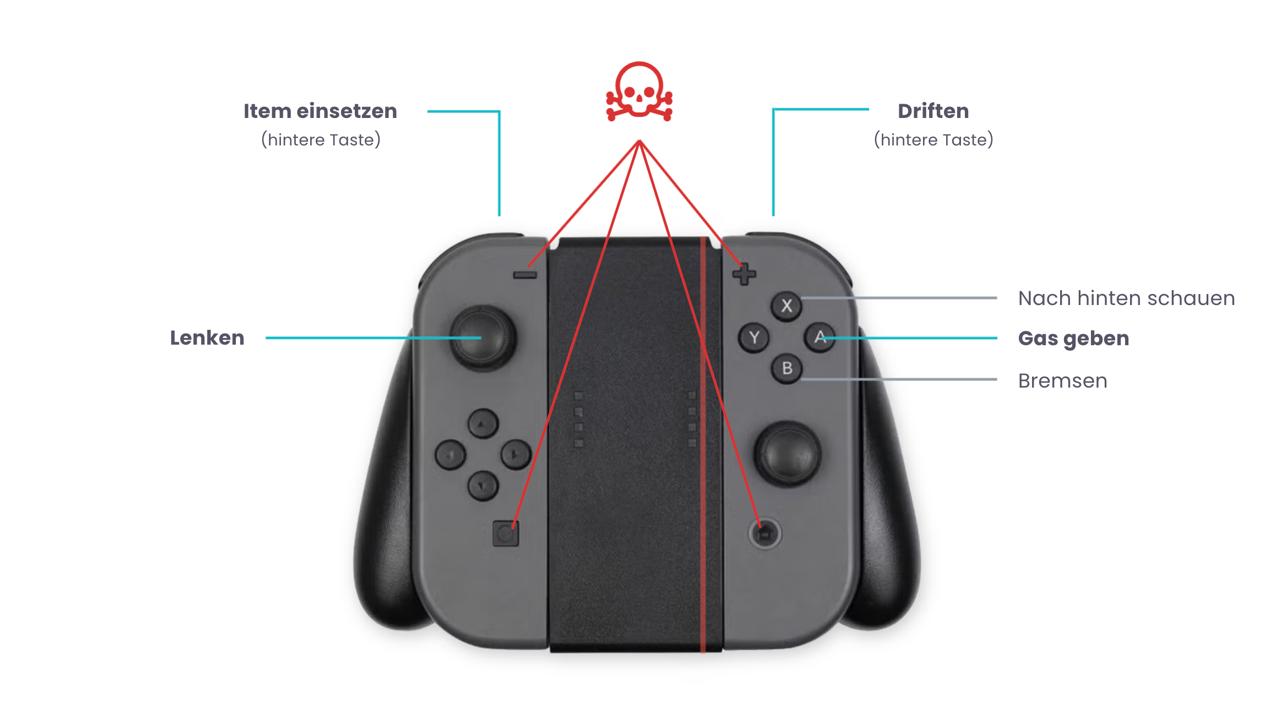 Item einsetzen
(hintere Taste)
Driften
(hintere Taste)
Lenken
X
Y
A
B
Nach hinten schauen
Gas geben
Bremsen